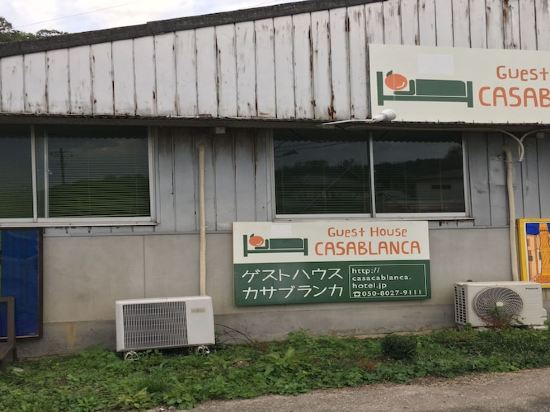 Guest
CASAB
Guest House
CASABLANCA
ゲストハウス
カサブランカ
http://
casacablanca.
hotel.jp
☎050-8027-9111